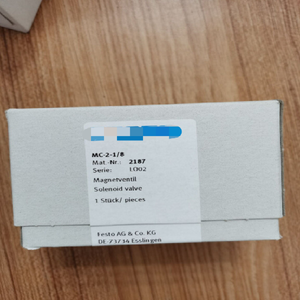 MC-2-1/8
Mat.-Nr.: 2187
Serie: LO02
Magnetventil
Solenoid valve
1 Stück/ pieces
Festo AG & Co. KG
DE-73734 Esslingen